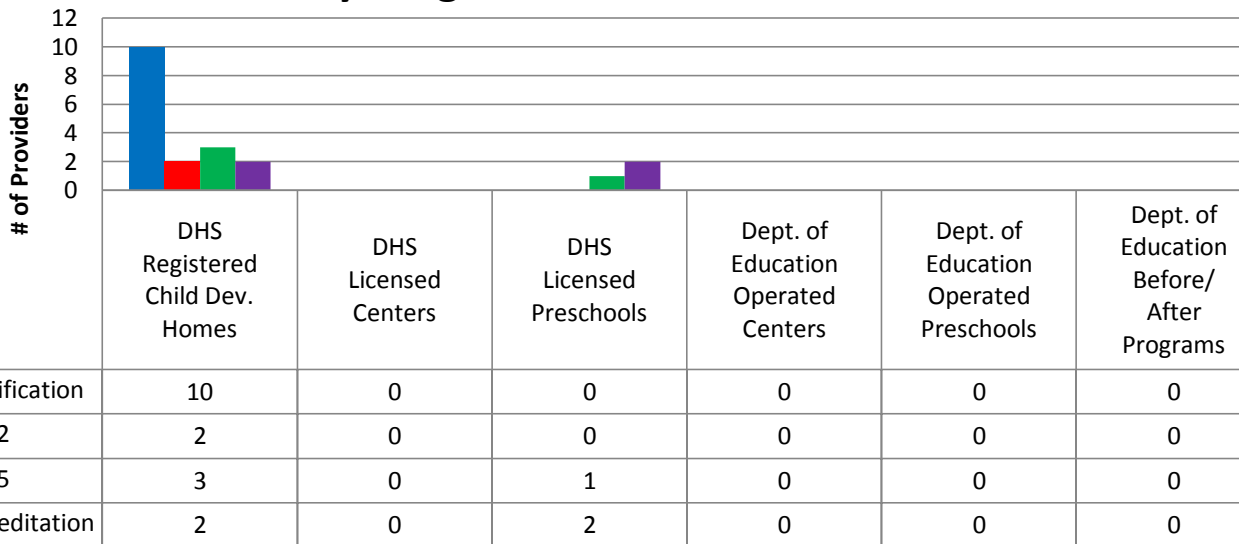 12
10
8
6
4
2
0
# of Providers
DHS
Registered
Child Dev.
Homes
DHS
Licensed
Centers
DHS
Licensed
Preschools
Dept. of
Education
Operated
Centers
Dept. of
Education
Operated
Preschools
Dept. of
Education
Before/
After
Programs
ification 10 0 0 0 0 0
2 2 0 0 0 0 0
5 3 0 1 0 0 0
editation 2 0 2 0 0 0